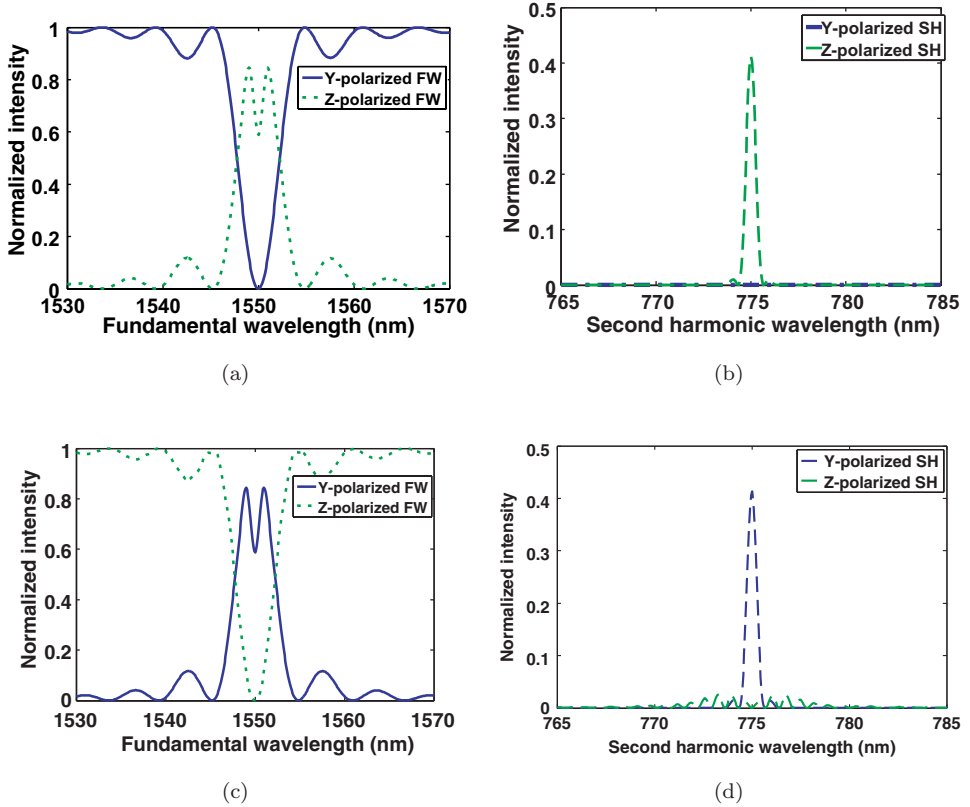 1
0.8
0.6
0.4
0.2
0
Normalized intensity
Y-polarized FW
Z-polarized FW
1530 1540 1550 1560 1570
Fundamental wavelength (nm)
(a)
0.5
0.4
0.3
0.2
0.1
0
Normalized intensity
Y-polarized SH
Z-polarized SH
765 770 775 780 785
Second harmonic wavelength (nm)
(b)
1
0.8
0.6
0.4
0.2
0
Normalized intensity
Y-polarized FW
Z-polarized FW
1530 1540 1550 1560 1570
Fundamental wavelength (nm)
(c)
0.5
0.4
0.3
0.2
0.1
0
Normalized intensity
Y-polarized SH
Z-polarized SH
765 770 775 780 785
Second harmonic wavelength (nm)
(d)